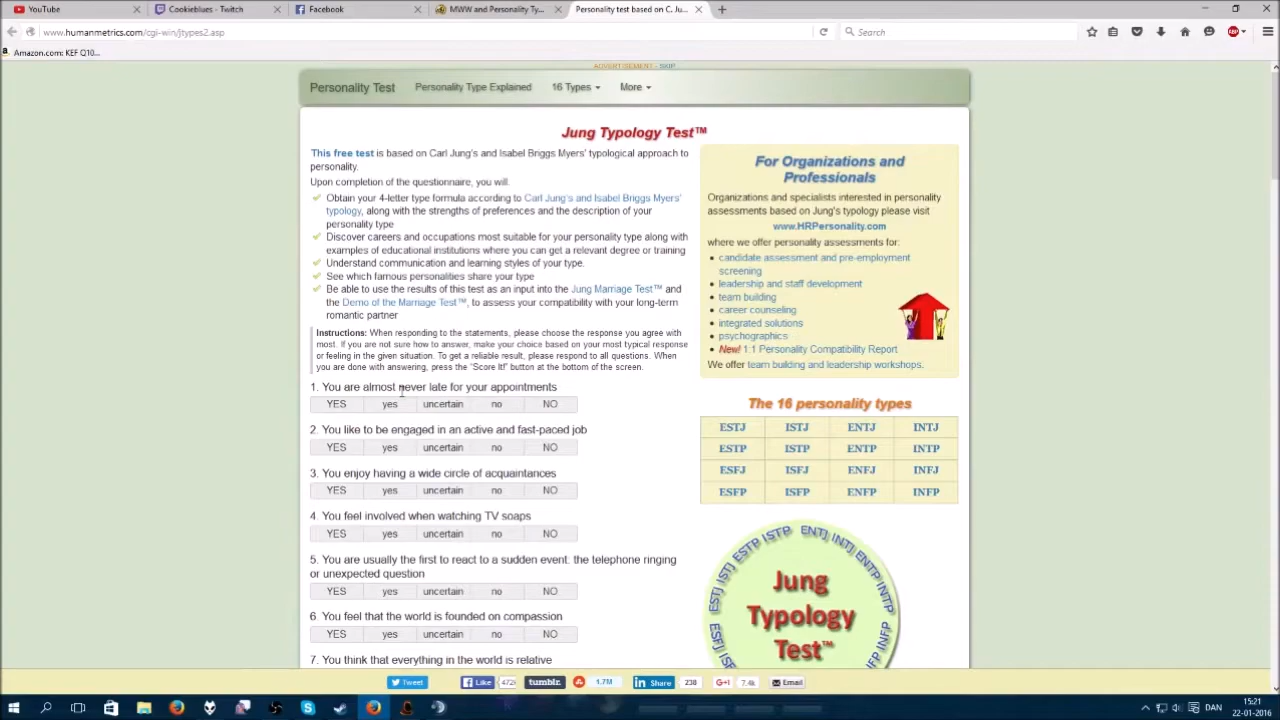 YouTube
Cookieblues - Twitch
Facebook
MWW and Personality Ty...
Personality test based on C. Ju...
www.humanmetrics.com/cgi-win/jtypes2.asp
Search
Amazon.com: KEF Q10...
ADVERTISEMENT - SKIP
Personality Test
Personality Type Explained
16 Types
More
Jung Typology Test™
This free test is based on Carl Jung's and Isabel Briggs Myers' typological approach to
personality.
Upon completion of the questionnaire, you will:
Obtain your 4-letter type formula according to Carl Jung's and Isabel Briggs Myers'
typology, along with the strengths of preferences and the description of your
personality type
Discover careers and occupations most suitable for your personality type along with
examples of educational institutions where you can get a relevant degree or training
Understand communication and learning styles of your type.
See which famous personalities share your type
Be able to use the results of this test as an input into the Jung Marriage Test™ and
the Demo of the Marriage Test™, to assess your compatibility with your long-term
romantic partner
Instructions: When responding to the statements, please choose the response you agree with
most. If you are not sure how to answer, make your choice based on your most typical response
or feeling in the given situation. To get a reliable result, please respond to all questions. When
you are done with answering, press the "Score It!" button at the bottom of the screen.
1. You are almost never late for your appointments
YES yes uncertain no NO
2. You like to be engaged in an active and fast-paced job
YES yes uncertain no NO
3. You enjoy having a wide circle of acquaintances
YES yes uncertain no NO
4. You feel involved when watching TV soaps
YES yes uncertain no NO
5. You are usually the first to react to a sudden event: the telephone ringing
or unexpected question
YES yes uncertain no NO
6. You feel that the world is founded on compassion
YES yes uncertain no NO
7. You think that everything in the world is relative
For Organizations and
Professionals
Organizations and specialists interested in personality
assessments based on Jung's typology please visit
www.HRPersonality.com
where we offer personality assessments for:
candidate assessment and pre-employment
screening
leadership and staff development
team building
career counseling
integrated solutions
psychographics
New! 1:1 Personality Compatibility Report
We offer team building and leadership workshops.
The 16 personality types
ESTJ ISTJ ENTJ INTJ
ESTP ISTP ENTP INTP
ESFJ ISFJ ENFJ INFJ
ESFP ISFP ENFP INFP
ESFJ ESTJ ISTJ ESTP ISTP ENTJ INTJ ENTP INTP INFP
Jung
Typology
Test™
Tweet
Like
tumblr.
1.7M
Share
238
G+1
7.4k
Email
DAN
15:21
22-01-2016